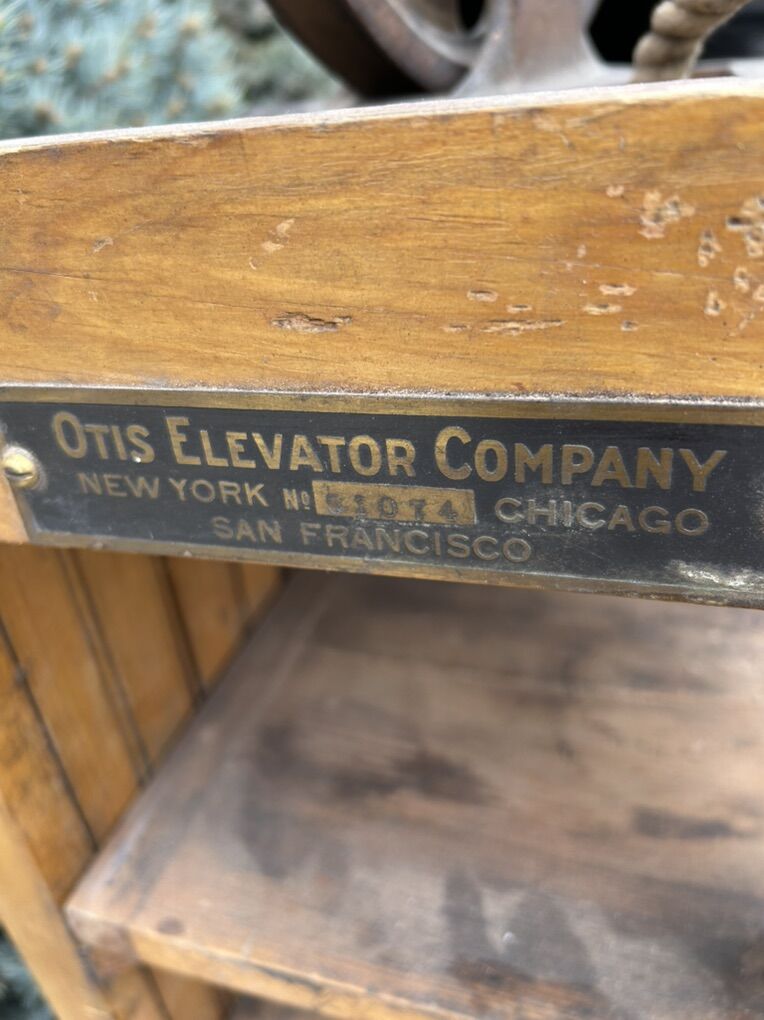 OTIS ELEVATOR COMPANY
NEW YORK Nº CHICAGO
SAN FRANCISCO